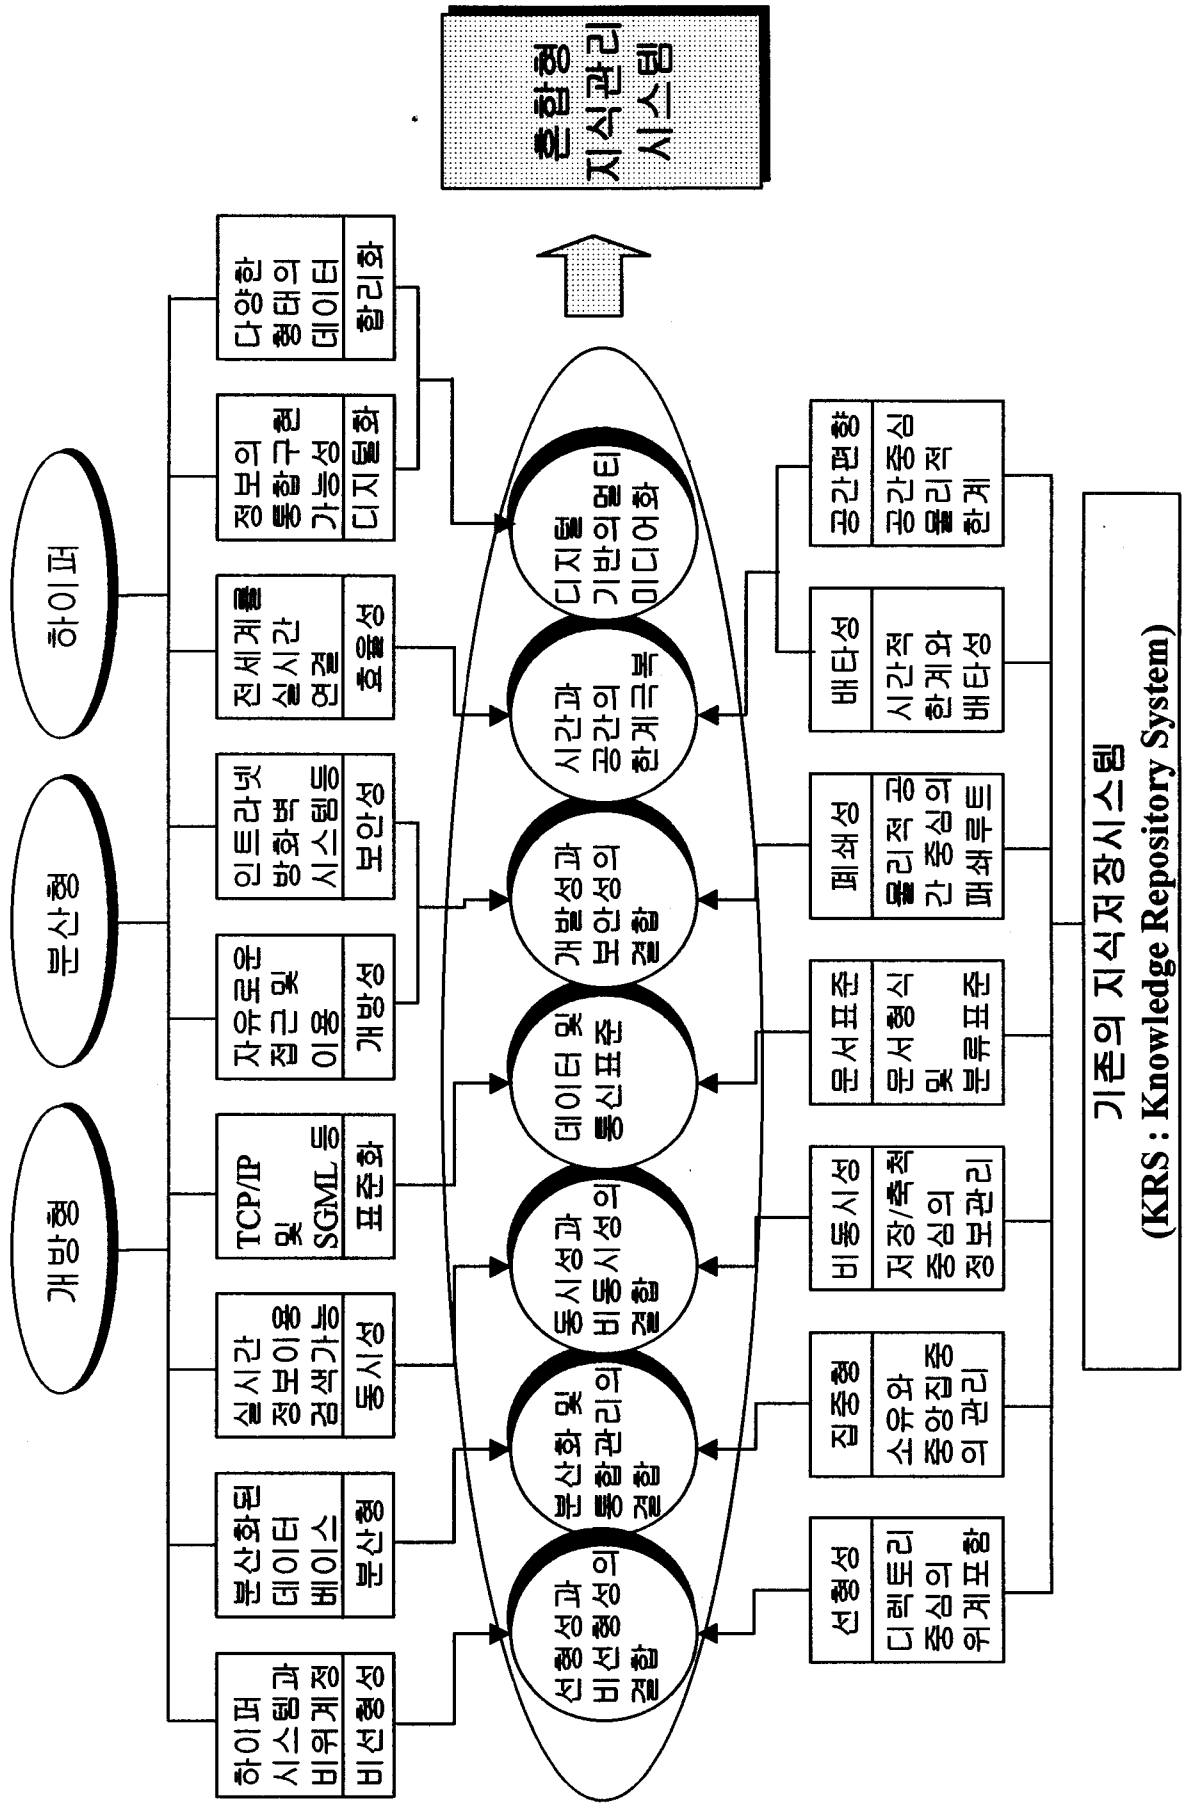 개방형
분산형
하이퍼
하이퍼
시스템과
비위계정
비선형성
분산화된
데이터
베이스
분산형
실시간
정보이용
검색가능
동시성
TCP/IP
및
SGML 등
표준화
자유로운
접근 및
이용
개방성
인트라넷
방화벽
시스템등
보안성
전세계를
실시간
연결
효율성
정보의
통합구현
가능성
디지털화
다양한
형태의
데이터
합리화
선형성과
비선형성의
결합
분산화 및
통합관리의
결합
동시성과
비동시성의
결합
데이터 및
통신표준
개발성과
보안성의
결합
시간과
공간의
한계극복
디지털
기반의멀티
미디어화
혼합형
지식관리
시스템
선형성
디렉토리
중심의
위계포함
집중형
소유와
중앙집중
의 관리
비동시성
저장/축척
중심의
정보관리
문서표준
문서형식
및
분류표준
폐쇄성
물리적 공
간 중심의
패쇄루트
배타성
시간적
한계와
배타성
공간편향
공간중심
물리적
한계
기존의 지식저장시스템
(KRS : Knowledge Repository System)